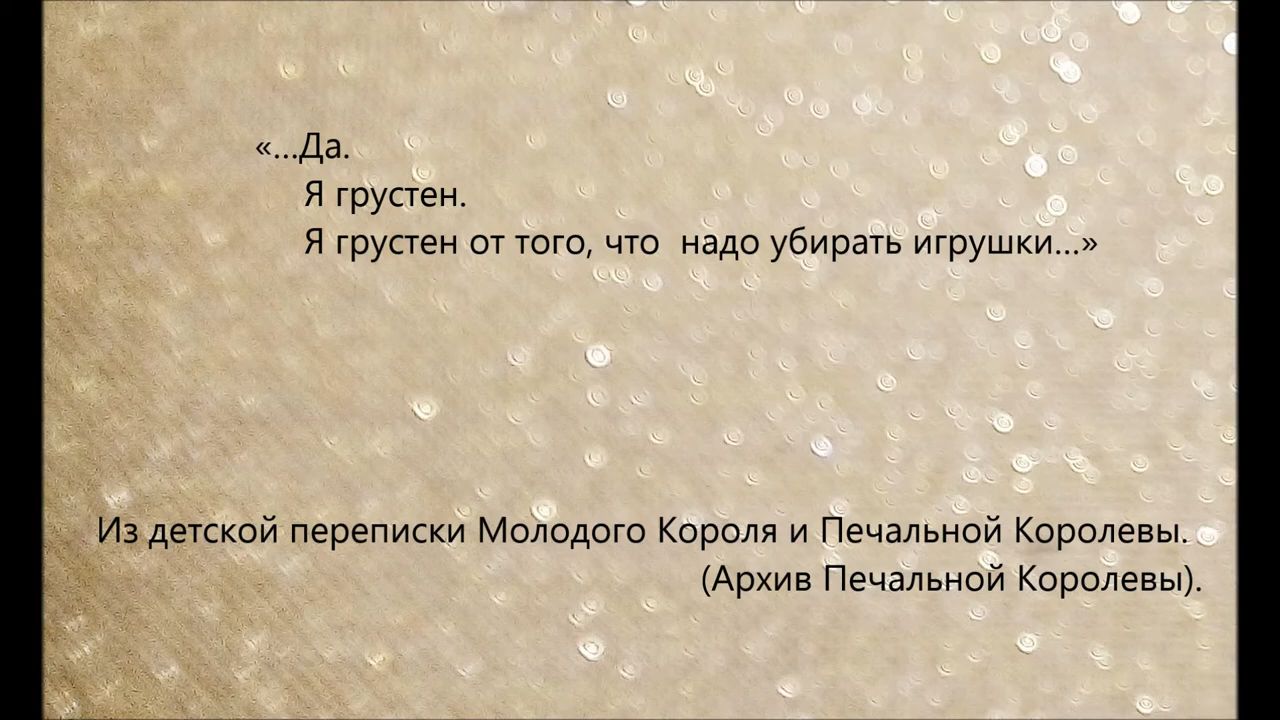 «...Да.
Я грустен.
Я грустен от того, что  надо убирать игрушки...»
Из детской переписки Молодого Короля и Печальной Королевы.
(Архив Печальной Королевы).